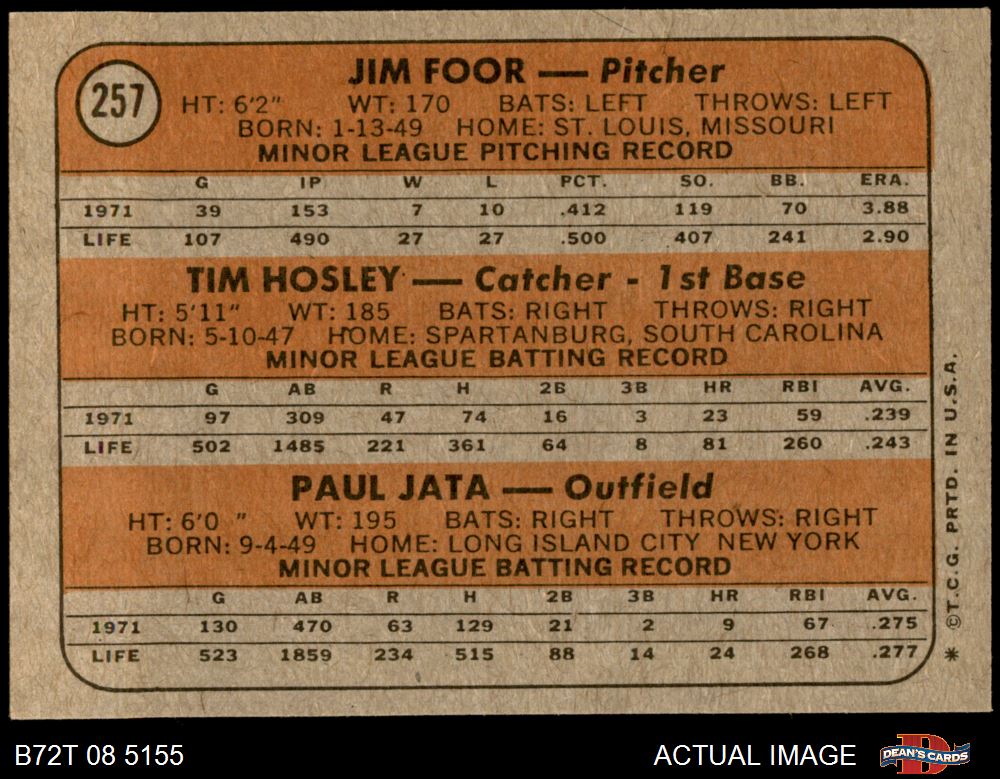 257
JIM FOOR — Pitcher
HT: 6'2" WT: 170 BATS: LEFT THROWS: LEFT
BORN: 1-13-49 HOME: ST. LOUIS, MISSOURI
MINOR LEAGUE PITCHING RECORD
G IP W L PCT. SO. BB. ERA.
1971 39 153 7 10 .412 119 70 3.88
LIFE 107 490 27 27 .500 407 241 2.90
TIM HOSLEY — Catcher - 1st Base
HT: 5'11" WT: 185 BATS: RIGHT THROWS: RIGHT
BORN: 5-10-47 HOME: SPARTANBURG, SOUTH CAROLINA
MINOR LEAGUE BATTING RECORD
G AB R H 2B 3B HR RBI AVG.
1971 97 309 47 74 16 3 23 59 .239
LIFE 502 1485 221 361 64 8 81 260 .243
PAUL JATA — Outfield
HT: 6'0 " WT: 195 BATS: RIGHT THROWS: RIGHT
BORN: 9-4-49 HOME: LONG ISLAND CITY NEW YORK
MINOR LEAGUE BATTING RECORD
G AB R H 2B 3B HR RBI AVG.
1971 130 470 63 129 21 2 9 67 .275
LIFE 523 1859 234 515 88 14 24 268 .277
* ©T.C.G. PRTD. IN U.S.A.
B72T 08 5155 ACTUAL IMAGE
D
DEAN'S CARDS